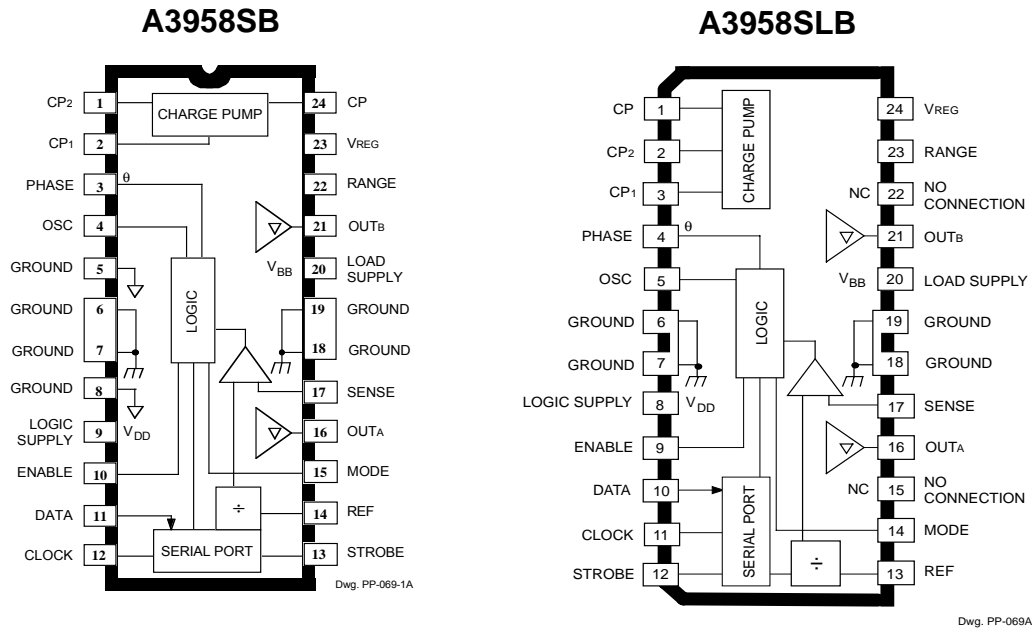 A3958SB
CP2 1 CHARGE PUMP 24 CP
CP1 2 23 VREG
PHASE 3 θ 22 RANGE
OSC 4 21 OUTB
GROUND 5 VBB 20 LOAD SUPPLY
GROUND 6 LOGIC 19 GROUND
GROUND 7 18 GROUND
GROUND 8 17 SENSE
LOGIC SUPPLY 9 VDD 16 OUTA
ENABLE 10 15 MODE
DATA 11 ÷ 14 REF
CLOCK 12 SERIAL PORT 13 STROBE
Dwg. PP-069-1A
A3958SLB
CP 1 CHARGE PUMP 24 VREG
CP2 2 23 RANGE
CP1 3 NC 22 NO CONNECTION
PHASE 4 θ 21 OUTB
OSC 5 VBB 20 LOAD SUPPLY
GROUND 6 LOGIC 19 GROUND
GROUND 7 18 GROUND
LOGIC SUPPLY 8 VDD 17 SENSE
ENABLE 9 16 OUTA
DATA 10 NC 15 NO CONNECTION
CLOCK 11 SERIAL PORT 14 MODE
STROBE 12 ÷ 13 REF
Dwg. PP-069A